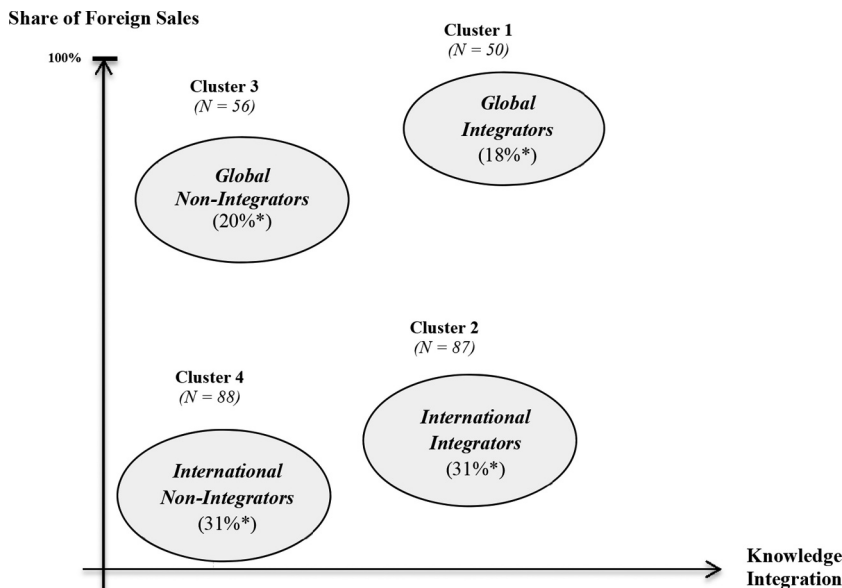 Share of Foreign Sales
100%
Cluster 1
(N = 50)
Global
Integrators
(18%*)
Cluster 3
(N = 56)
Global
Non-Integrators
(20%*)
Cluster 2
(N = 87)
International
Integrators
(31%*)
Cluster 4
(N = 88)
International
Non-Integrators
(31%*)
Knowledge
Integration